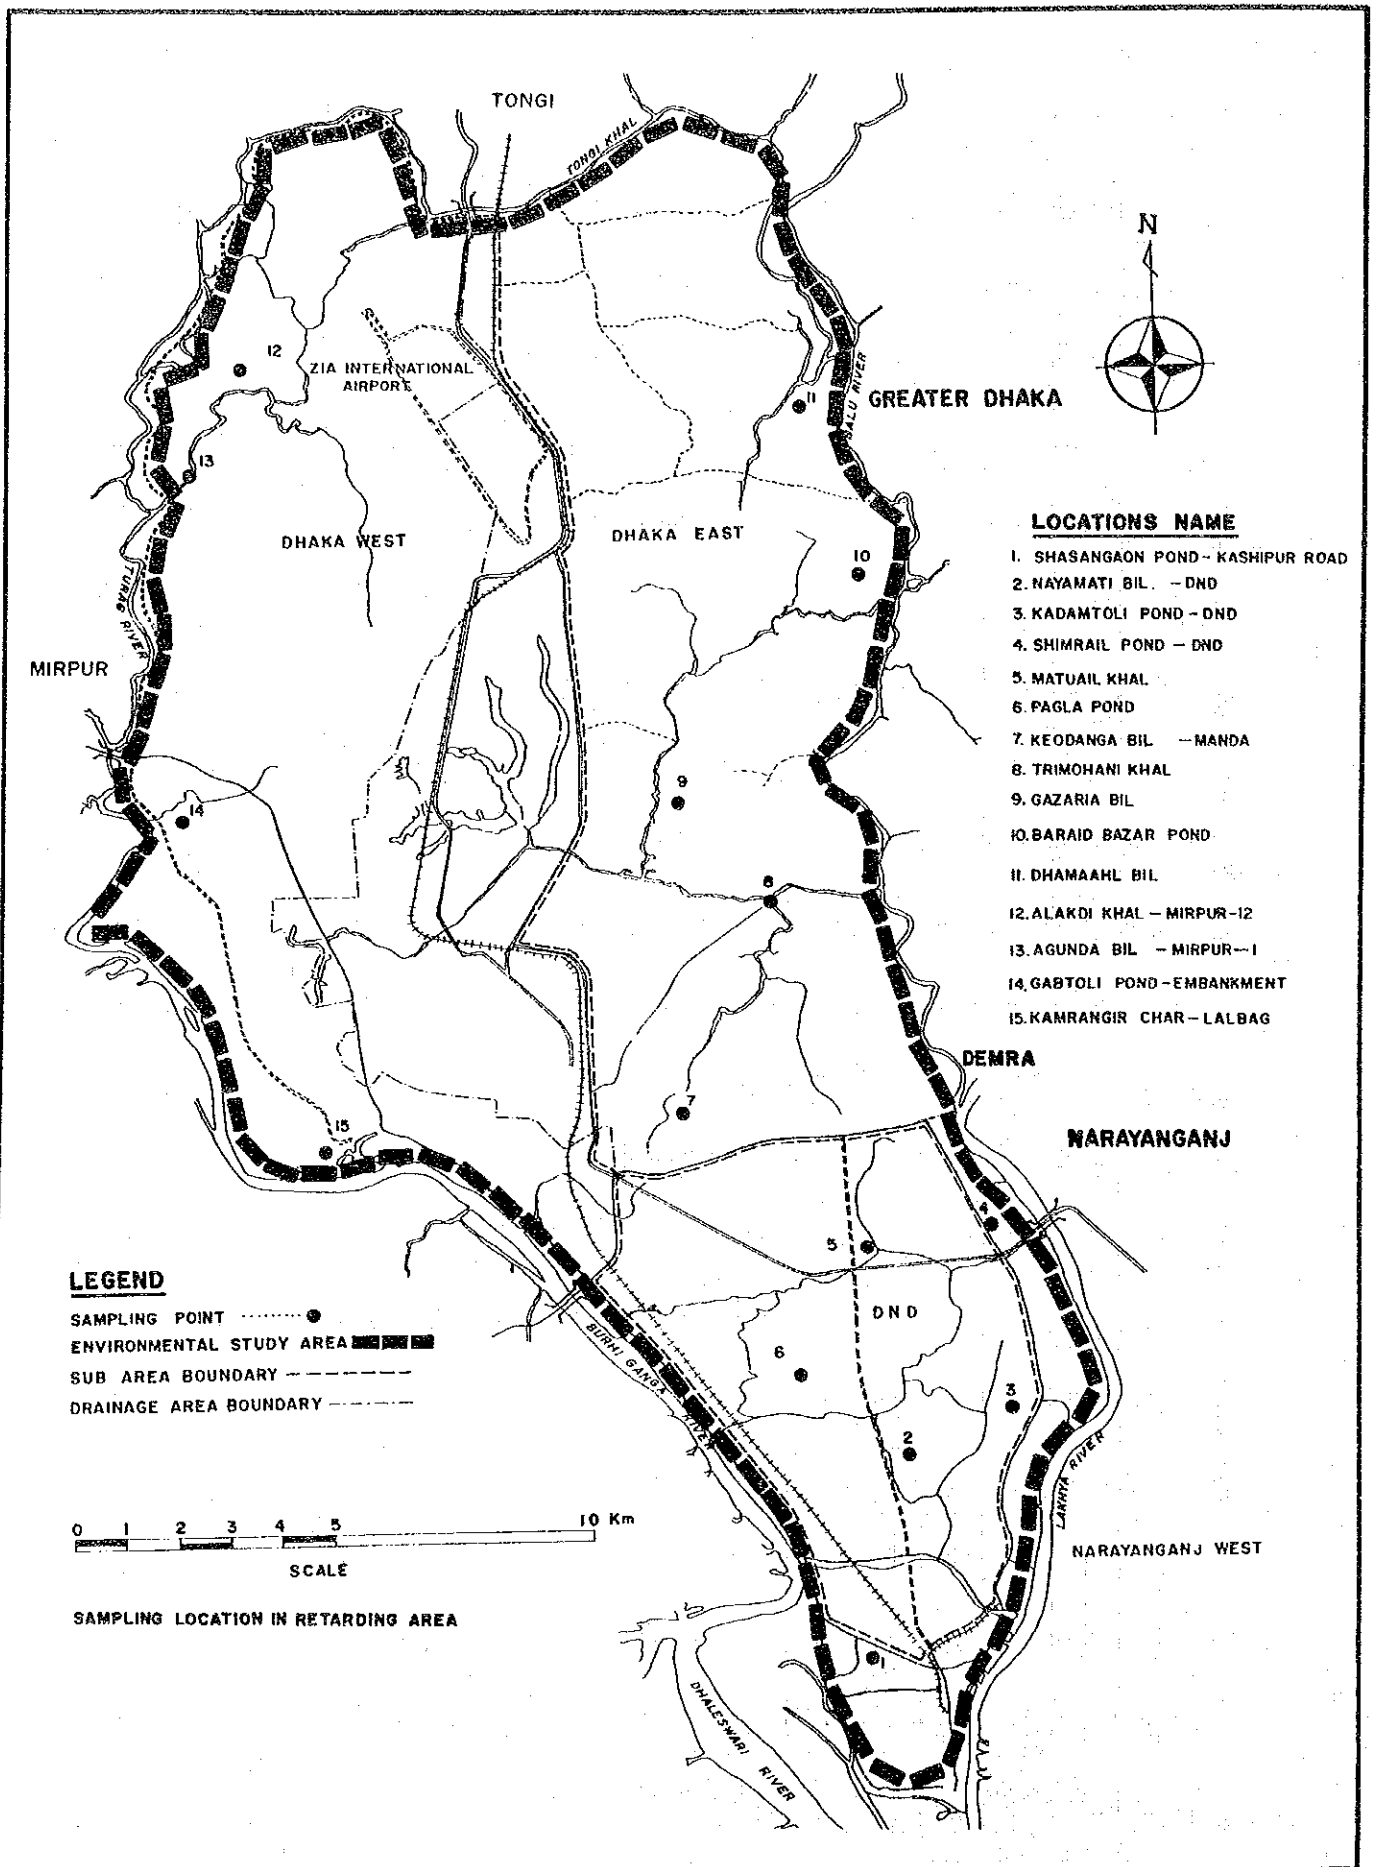 TONGI
TONGI KHAL
N
12
ZIA INTERNATIONAL
AIRPORE
11
BALU RIVER
GREATER DHAKA
13
DHAKA WEST
DHAKA EAST
10
TURAG RIVER
MIRPUR
9
14
8
LOCATIONS NAME
1. SHASANGAON POND - KASHIPUR ROAD
2. NAYAMATI BIL. - DND
3. KADAMTOLI POND - DND
4. SHIMRAIL POND - DND
5. MATUAIL KHAL
6. PAGLA POND
7. KEODANGA BIL - MANDA
8. TRIMOHANI KHAL
9. GAZARIA BIL
10. BARAID BAZAR POND
11. DHAMAAHL BIL
12. ALAKDI KHAL - MIRPUR-12
13. AGUNDA BIL - MIRPUR-1
14. GABTOLI POND - EMBANKMENT
15. KAMRANGIR CHAR - LALBAG
DEMRA
7
15
NARAYANGANJ
4
5
DND
6
3
2
BURHI GANGA RIVER
LAKHYA RIVER
NARAYANGANJ WEST
1
DHALESWARI RIVER
LEGEND
SAMPLING POINT
ENVIRONMENTAL STUDY AREA
SUB AREA BOUNDARY
DRAINAGE AREA BOUNDARY
0 1 2 3 4 5 10 Km
SCALE
SAMPLING LOCATION IN RETARDING AREA